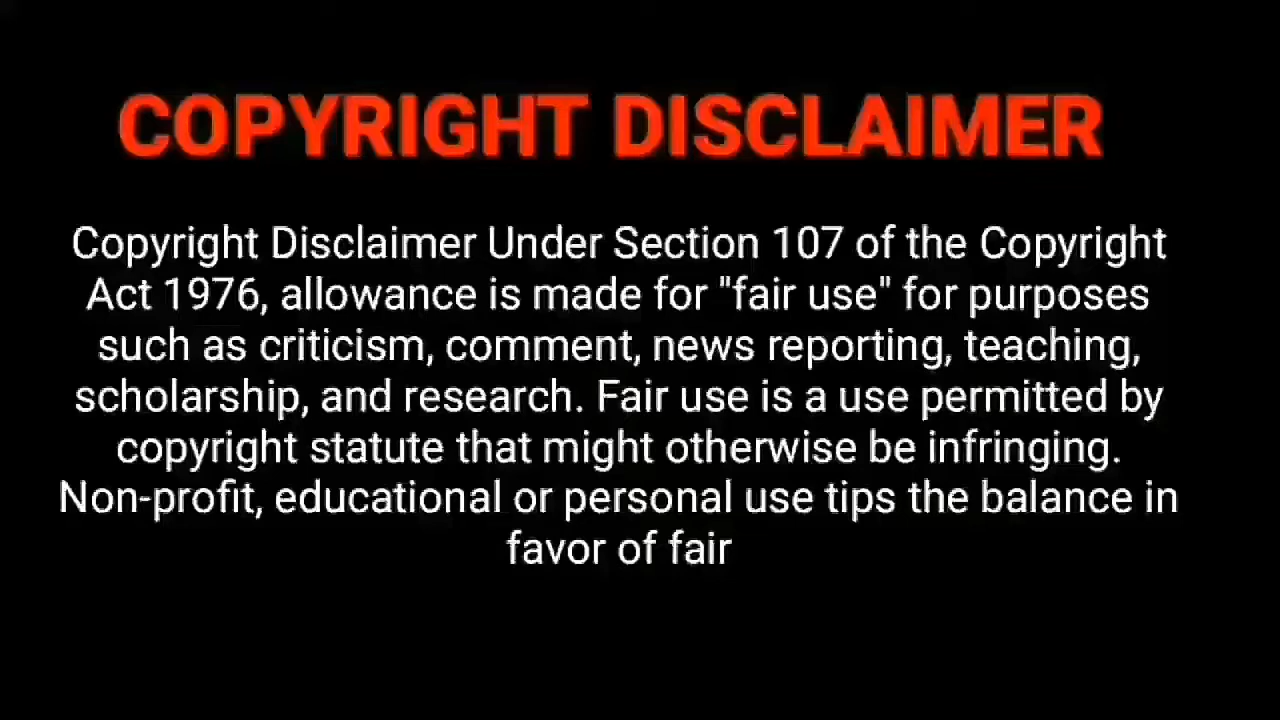 COPYRIGHT DISCLAIMER
Copyright Disclaimer Under Section 107 of the Copyright
Act 1976, allowance is made for "fair use" for purposes
such as criticism, comment, news reporting, teaching,
scholarship, and research. Fair use is a use permitted by
copyright statute that might otherwise be infringing.
Non-profit, educational or personal use tips the balance in
favor of fair